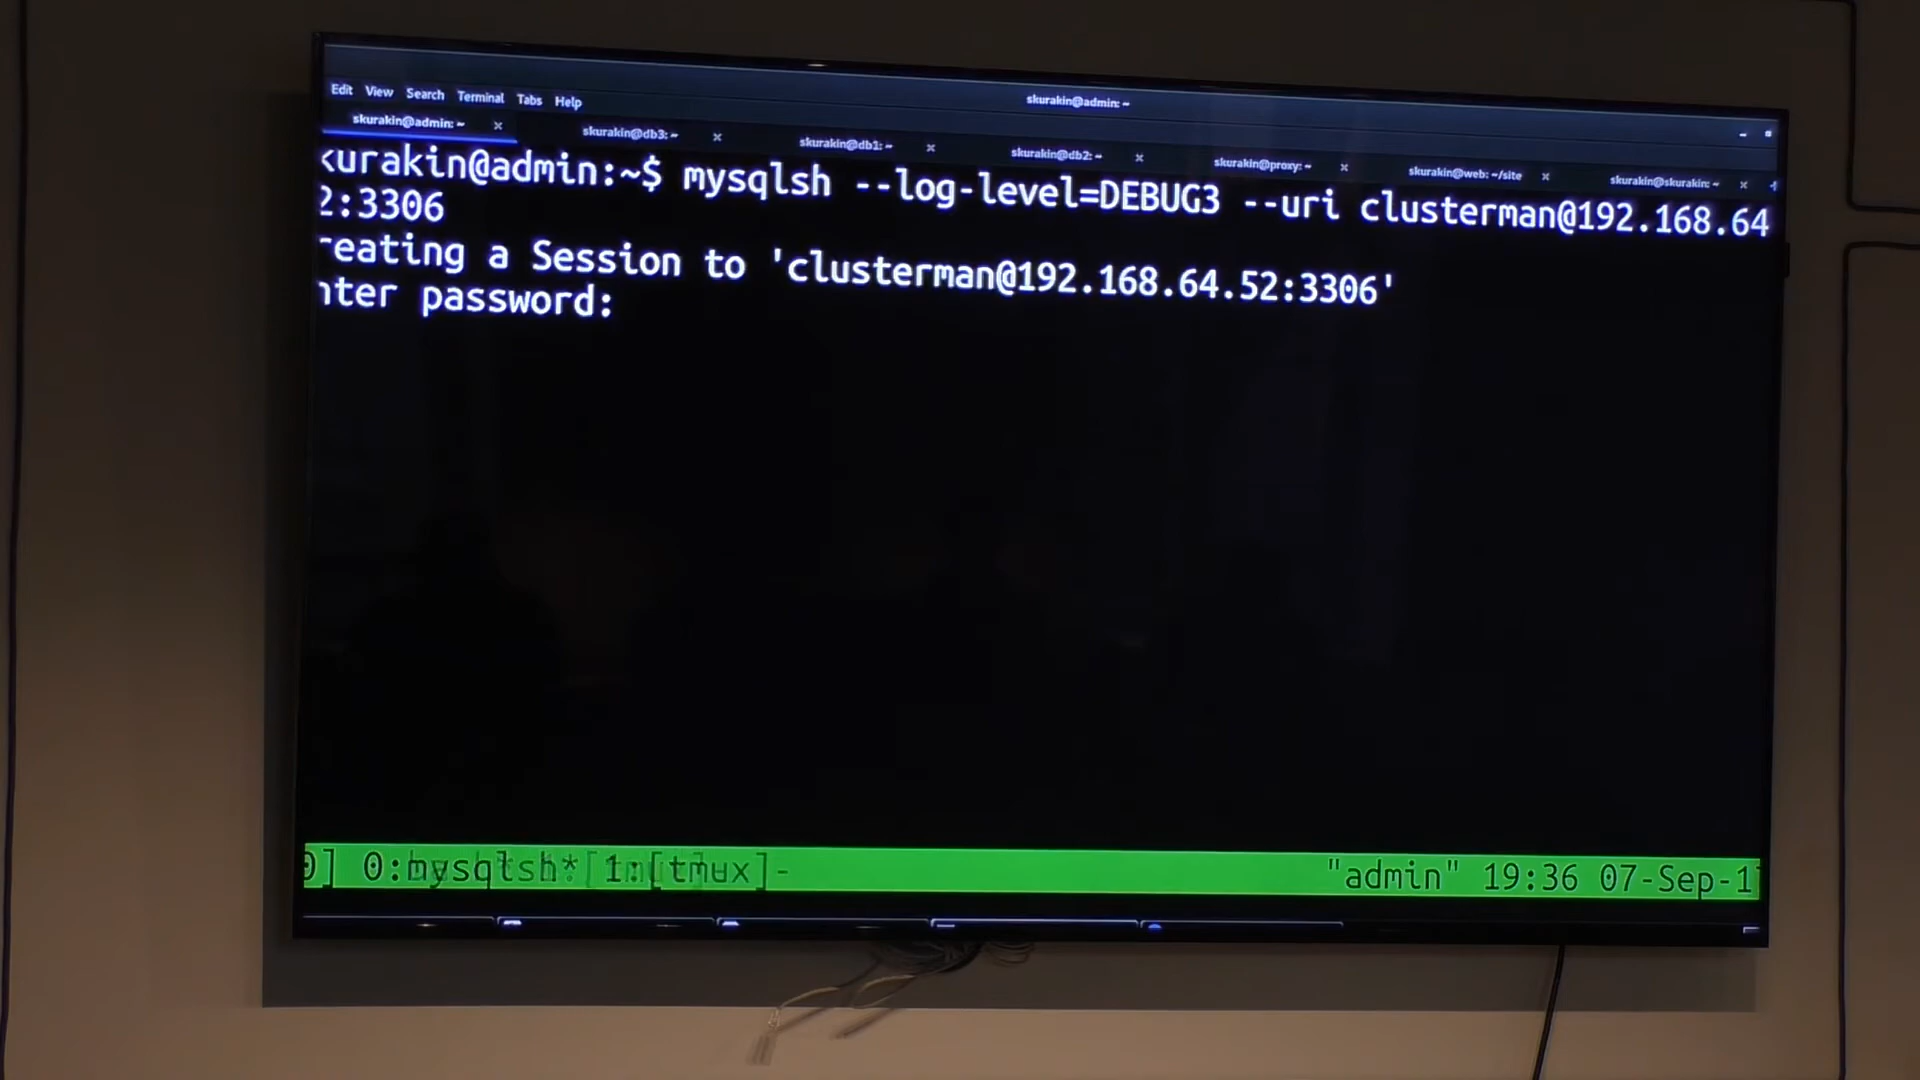 Edit View Search Terminal Tabs Help
skurakin@admin: ~
skurakin@admin: ~ × skurakin@db3: ~ × skurakin@db1: ~ × skurakin@db2: ~ × skurakin@proxy: ~ × skurakin@web: ~/site × skurakin@skurakin: ~ ×
kurakin@admin:~$ mysqlsh --log-level=DEBUG3 --uri clusterman@192.168.64
2:3306
reating a Session to 'clusterman@192.168.64.52:3306'
nter password:
0] 0:mysqlsh* 1:[tmux]- "admin" 19:36 07-Sep-1